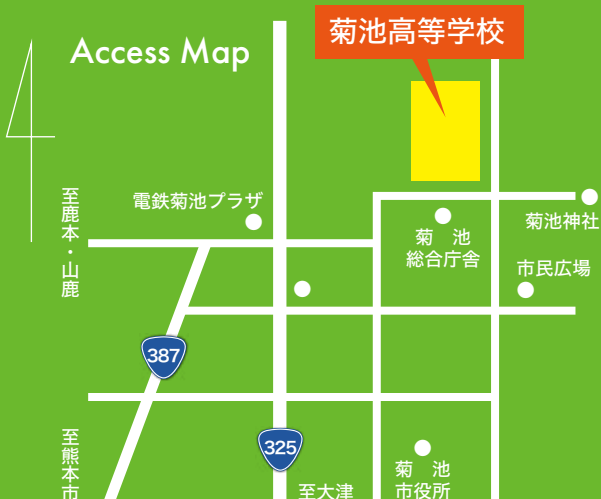 Access Map
菊池高等学校
至鹿本・山鹿
電鉄菊池プラザ
菊池神社
菊 池
総合庁舎
市民広場
387
至熊本市
325
至大津
菊 池
市役所